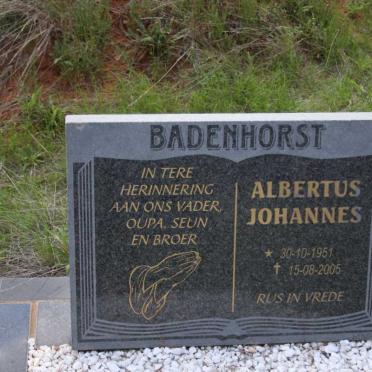 BADENHORST
IN TERE
HERINNERING
AAN ONS VADER,
OUPA, SEUN
EN BROER
ALBERTUS
JOHANNES
* 30-10-1951
✝ 15-08-2005
RUS IN VREDE